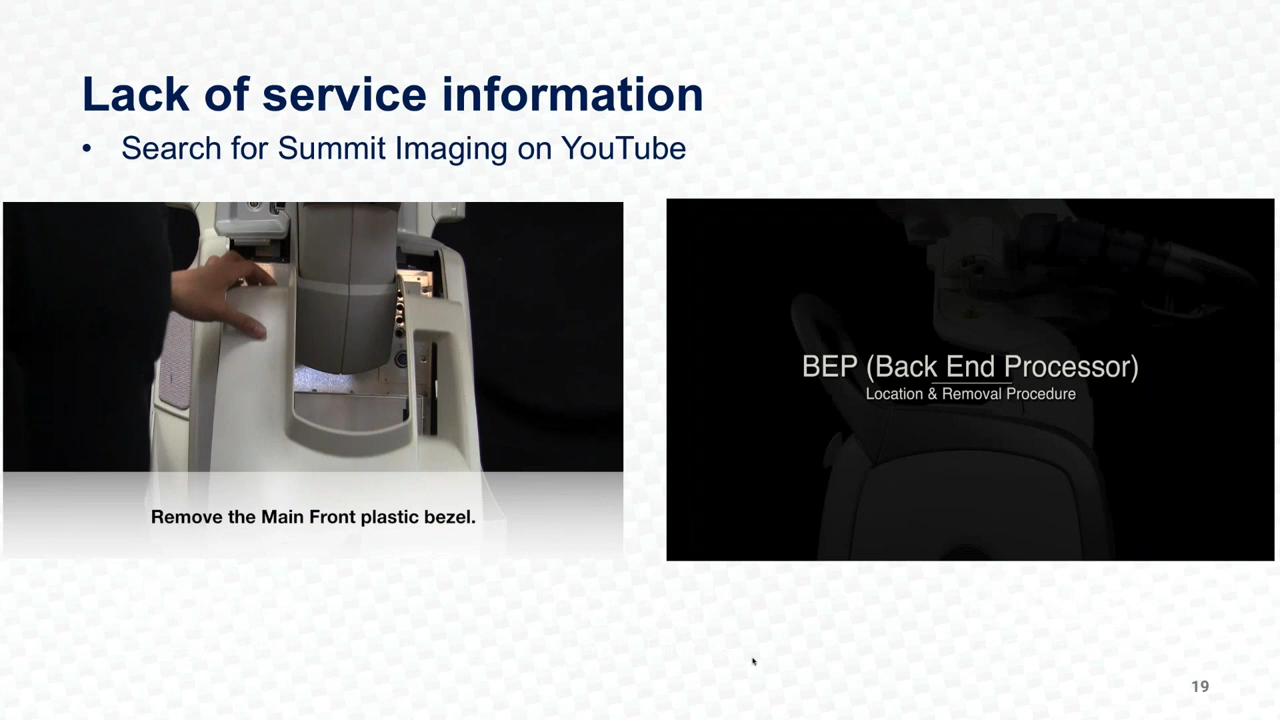 Lack of service information
• Search for Summit Imaging on YouTube
Remove the Main Front plastic bezel.
BEP (Back End Processor)
Location & Removal Procedure
19